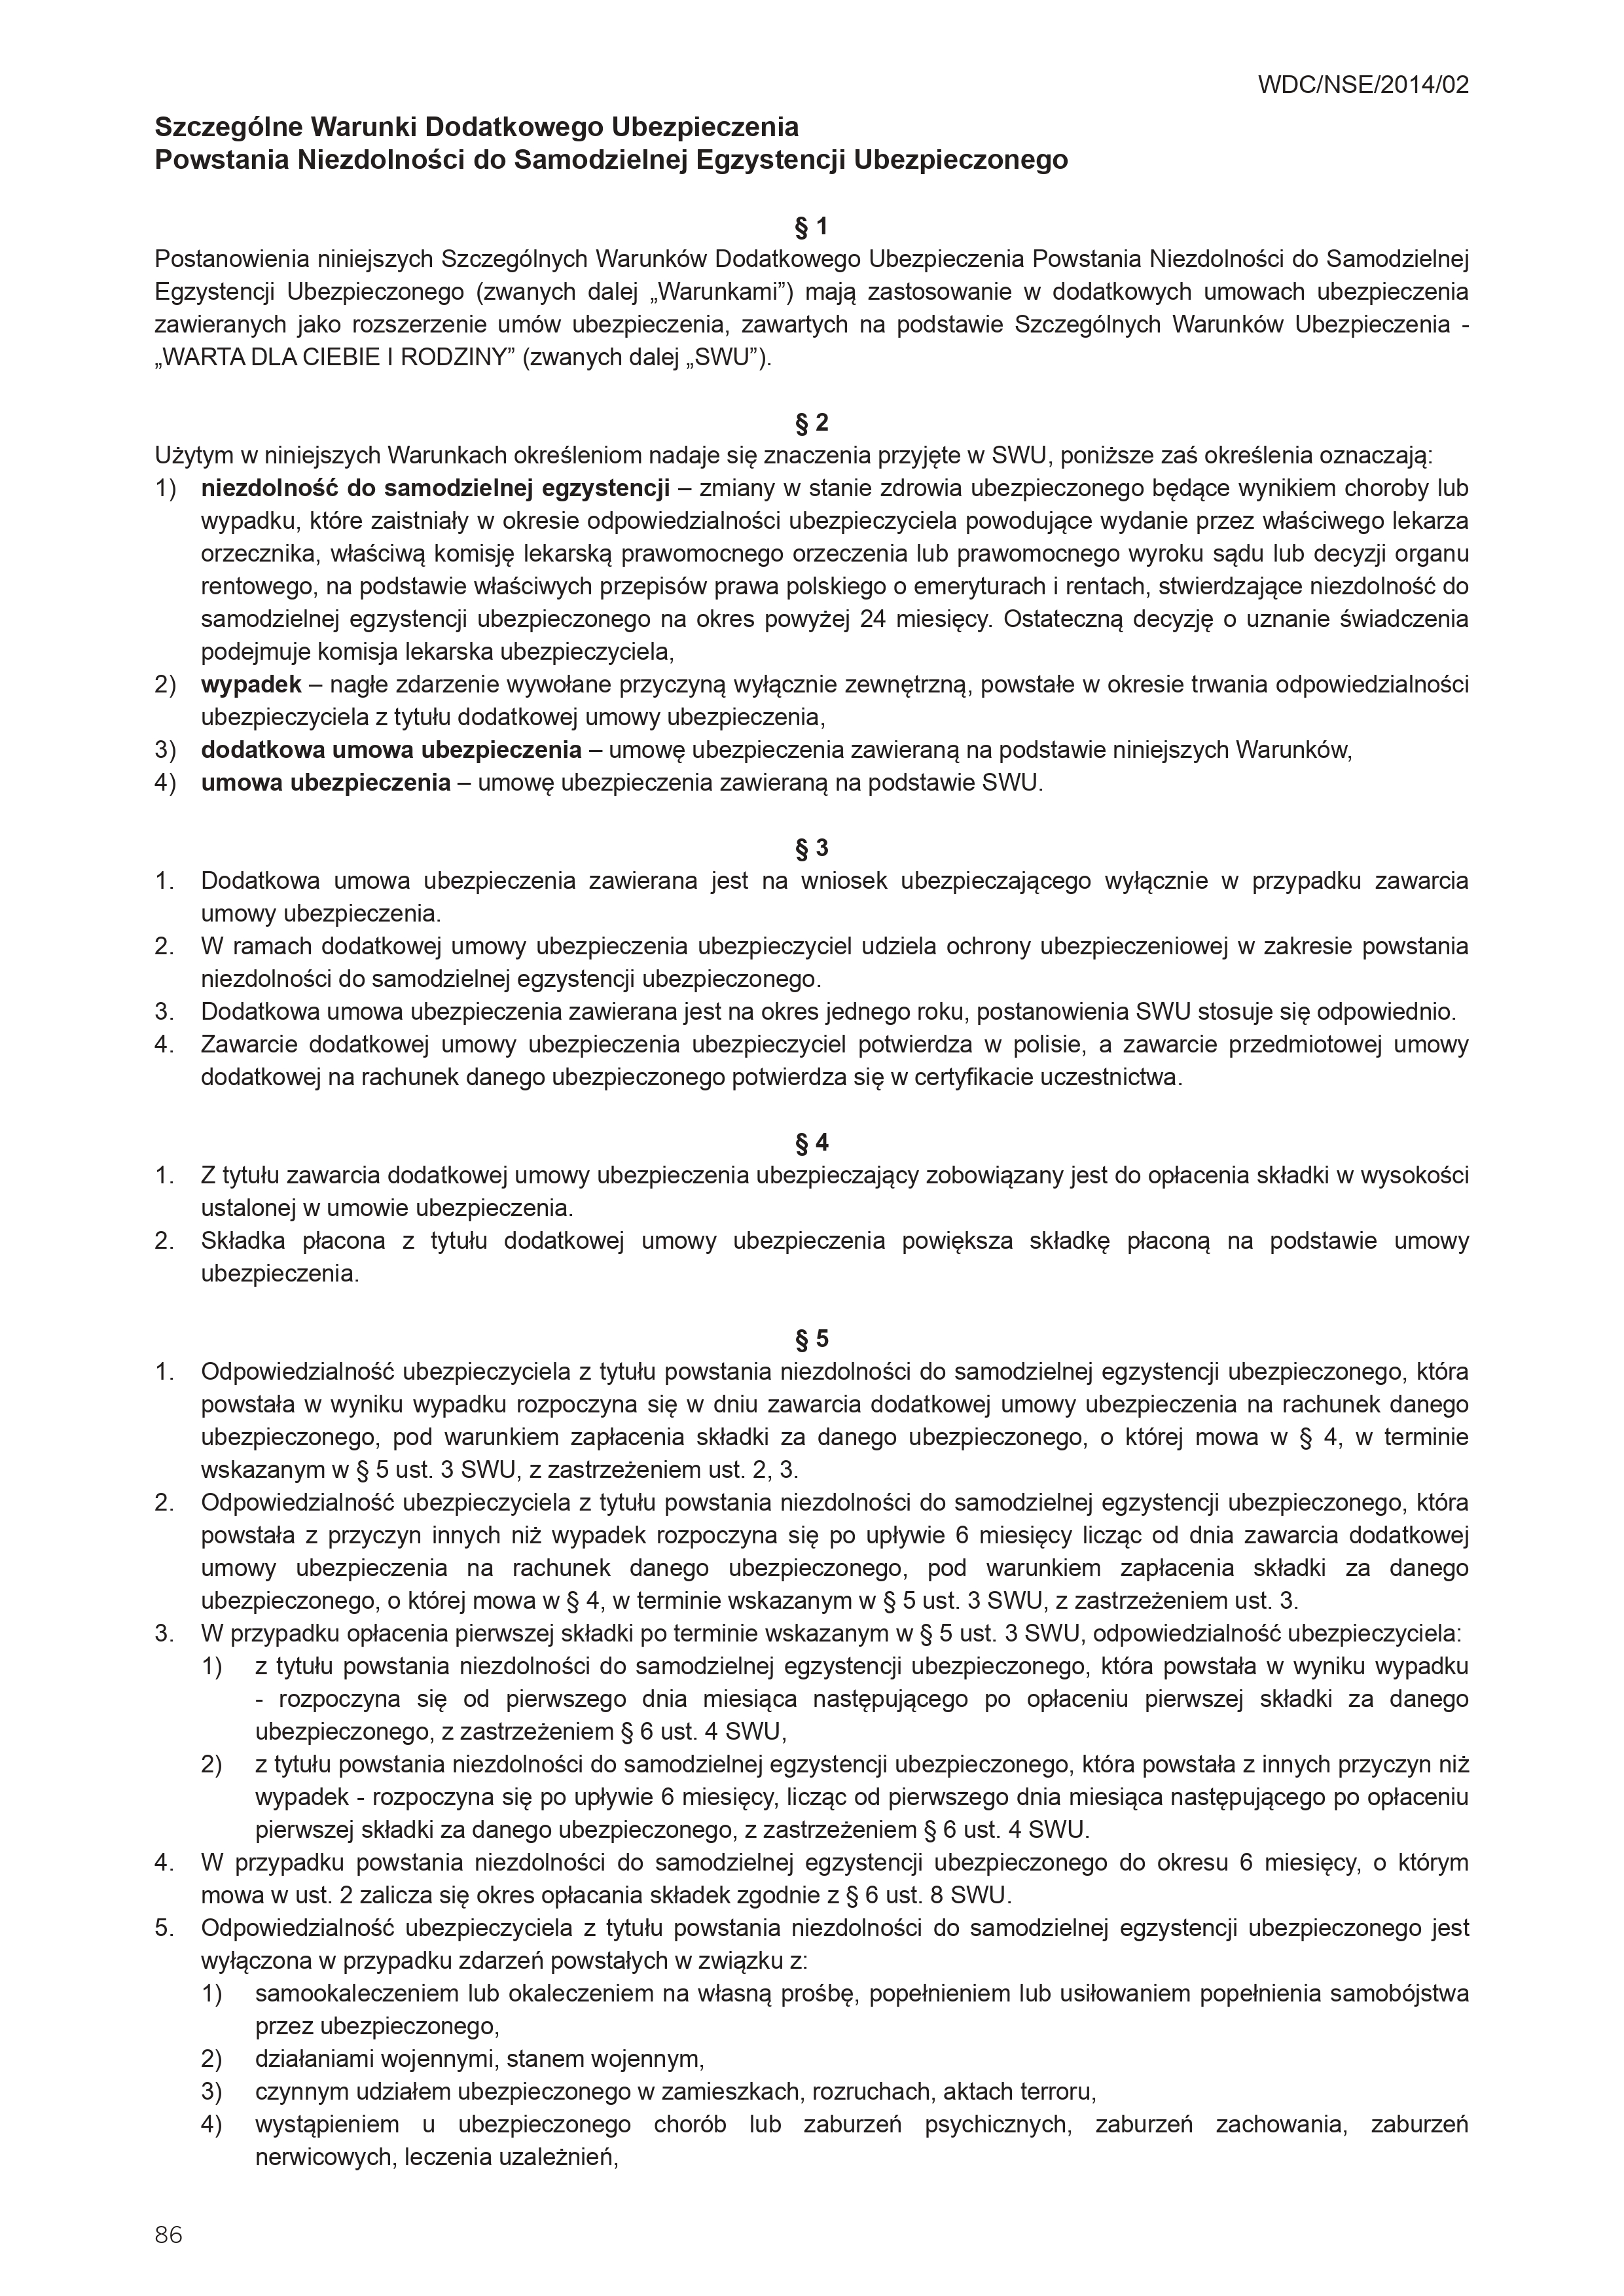 WDC/NSE/2014/02
Szczególne Warunki Dodatkowego Ubezpieczenia
Powstania Niezdolności do Samodzielnej Egzystencji Ubezpieczonego
§ 1
Postanowienia niniejszych Szczególnych Warunków Dodatkowego Ubezpieczenia Powstania Niezdolności do Samodzielnej
Egzystencji Ubezpieczonego (zwanych dalej „Warunkami”) mają zastosowanie w dodatkowych umowach ubezpieczenia
zawieranych jako rozszerzenie umów ubezpieczenia, zawartych na podstawie Szczególnych Warunków Ubezpieczenia -
„WARTA DLA CIEBIE I RODZINY” (zwanych dalej „SWU”).
§ 2
Użytym w niniejszych Warunkach określeniom nadaje się znaczenia przyjęte w SWU, poniższe zaś określenia oznaczają:
1) niezdolność do samodzielnej egzystencji – zmiany w stanie zdrowia ubezpieczonego będące wynikiem choroby lub
wypadku, które zaistniały w okresie odpowiedzialności ubezpieczyciela powodujące wydanie przez właściwego lekarza
orzecznika, właściwą komisję lekarską prawomocnego orzeczenia lub prawomocnego wyroku sądu lub decyzji organu
rentowego, na podstawie właściwych przepisów prawa polskiego o emeryturach i rentach, stwierdzające niezdolność do
samodzielnej egzystencji ubezpieczonego na okres powyżej 24 miesięcy. Ostateczną decyzję o uznanie świadczenia
podejmuje komisja lekarska ubezpieczyciela,
2) wypadek – nagłe zdarzenie wywołane przyczyną wyłącznie zewnętrzną, powstałe w okresie trwania odpowiedzialności
ubezpieczyciela z tytułu dodatkowej umowy ubezpieczenia,
3) dodatkowa umowa ubezpieczenia – umowę ubezpieczenia zawieraną na podstawie niniejszych Warunków,
4) umowa ubezpieczenia – umowę ubezpieczenia zawieraną na podstawie SWU.
§ 3
1. Dodatkowa umowa ubezpieczenia zawierana jest na wniosek ubezpieczającego wyłącznie w przypadku zawarcia
umowy ubezpieczenia.
2. W ramach dodatkowej umowy ubezpieczenia ubezpieczyciel udziela ochrony ubezpieczeniowej w zakresie powstania
niezdolności do samodzielnej egzystencji ubezpieczonego.
3. Dodatkowa umowa ubezpieczenia zawierana jest na okres jednego roku, postanowienia SWU stosuje się odpowiednio.
4. Zawarcie dodatkowej umowy ubezpieczenia ubezpieczyciel potwierdza w polisie, a zawarcie przedmiotowej umowy
dodatkowej na rachunek danego ubezpieczonego potwierdza się w certyfikacie uczestnictwa.
§ 4
1. Z tytułu zawarcia dodatkowej umowy ubezpieczenia ubezpieczający zobowiązany jest do opłacenia składki w wysokości
ustalonej w umowie ubezpieczenia.
2. Składka płacona z tytułu dodatkowej umowy ubezpieczenia powiększa składkę płaconą na podstawie umowy
ubezpieczenia.
§ 5
1. Odpowiedzialność ubezpieczyciela z tytułu powstania niezdolności do samodzielnej egzystencji ubezpieczonego, która
powstała w wyniku wypadku rozpoczyna się w dniu zawarcia dodatkowej umowy ubezpieczenia na rachunek danego
ubezpieczonego, pod warunkiem zapłacenia składki za danego ubezpieczonego, o której mowa w § 4, w terminie
wskazanym w § 5 ust. 3 SWU, z zastrzeżeniem ust. 2, 3.
2. Odpowiedzialność ubezpieczyciela z tytułu powstania niezdolności do samodzielnej egzystencji ubezpieczonego, która
powstała z przyczyn innych niż wypadek rozpoczyna się po upływie 6 miesięcy licząc od dnia zawarcia dodatkowej
umowy ubezpieczenia na rachunek danego ubezpieczonego, pod warunkiem zapłacenia składki za danego
ubezpieczonego, o której mowa w § 4, w terminie wskazanym w § 5 ust. 3 SWU, z zastrzeżeniem ust. 3.
3. W przypadku opłacenia pierwszej składki po terminie wskazanym w § 5 ust. 3 SWU, odpowiedzialność ubezpieczyciela:
1) z tytułu powstania niezdolności do samodzielnej egzystencji ubezpieczonego, która powstała w wyniku wypadku
- rozpoczyna się od pierwszego dnia miesiąca następującego po opłaceniu pierwszej składki za danego
ubezpieczonego, z zastrzeżeniem § 6 ust. 4 SWU,
2) z tytułu powstania niezdolności do samodzielnej egzystencji ubezpieczonego, która powstała z innych przyczyn niż
wypadek - rozpoczyna się po upływie 6 miesięcy, licząc od pierwszego dnia miesiąca następującego po opłaceniu
pierwszej składki za danego ubezpieczonego, z zastrzeżeniem § 6 ust. 4 SWU.
4. W przypadku powstania niezdolności do samodzielnej egzystencji ubezpieczonego do okresu 6 miesięcy, o którym
mowa w ust. 2 zalicza się okres opłacania składek zgodnie z § 6 ust. 8 SWU.
5. Odpowiedzialność ubezpieczyciela z tytułu powstania niezdolności do samodzielnej egzystencji ubezpieczonego jest
wyłączona w przypadku zdarzeń powstałych w związku z:
1) samookaleczeniem lub okaleczeniem na własną prośbę, popełnieniem lub usiłowaniem popełnienia samobójstwa
przez ubezpieczonego,
2) działaniami wojennymi, stanem wojennym,
3) czynnym udziałem ubezpieczonego w zamieszkach, rozruchach, aktach terroru,
4) wystąpieniem u ubezpieczonego chorób lub zaburzeń psychicznych, zaburzeń zachowania, zaburzeń
nerwicowych, leczenia uzależnień,
86